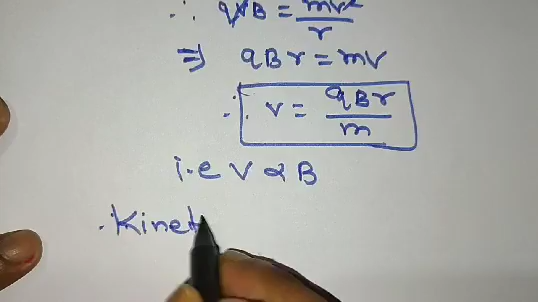 ∴ qVB = mv²/r
⇒ qBr = mv
∴ v = qBr/m
i.e V ∝ B
Kinet